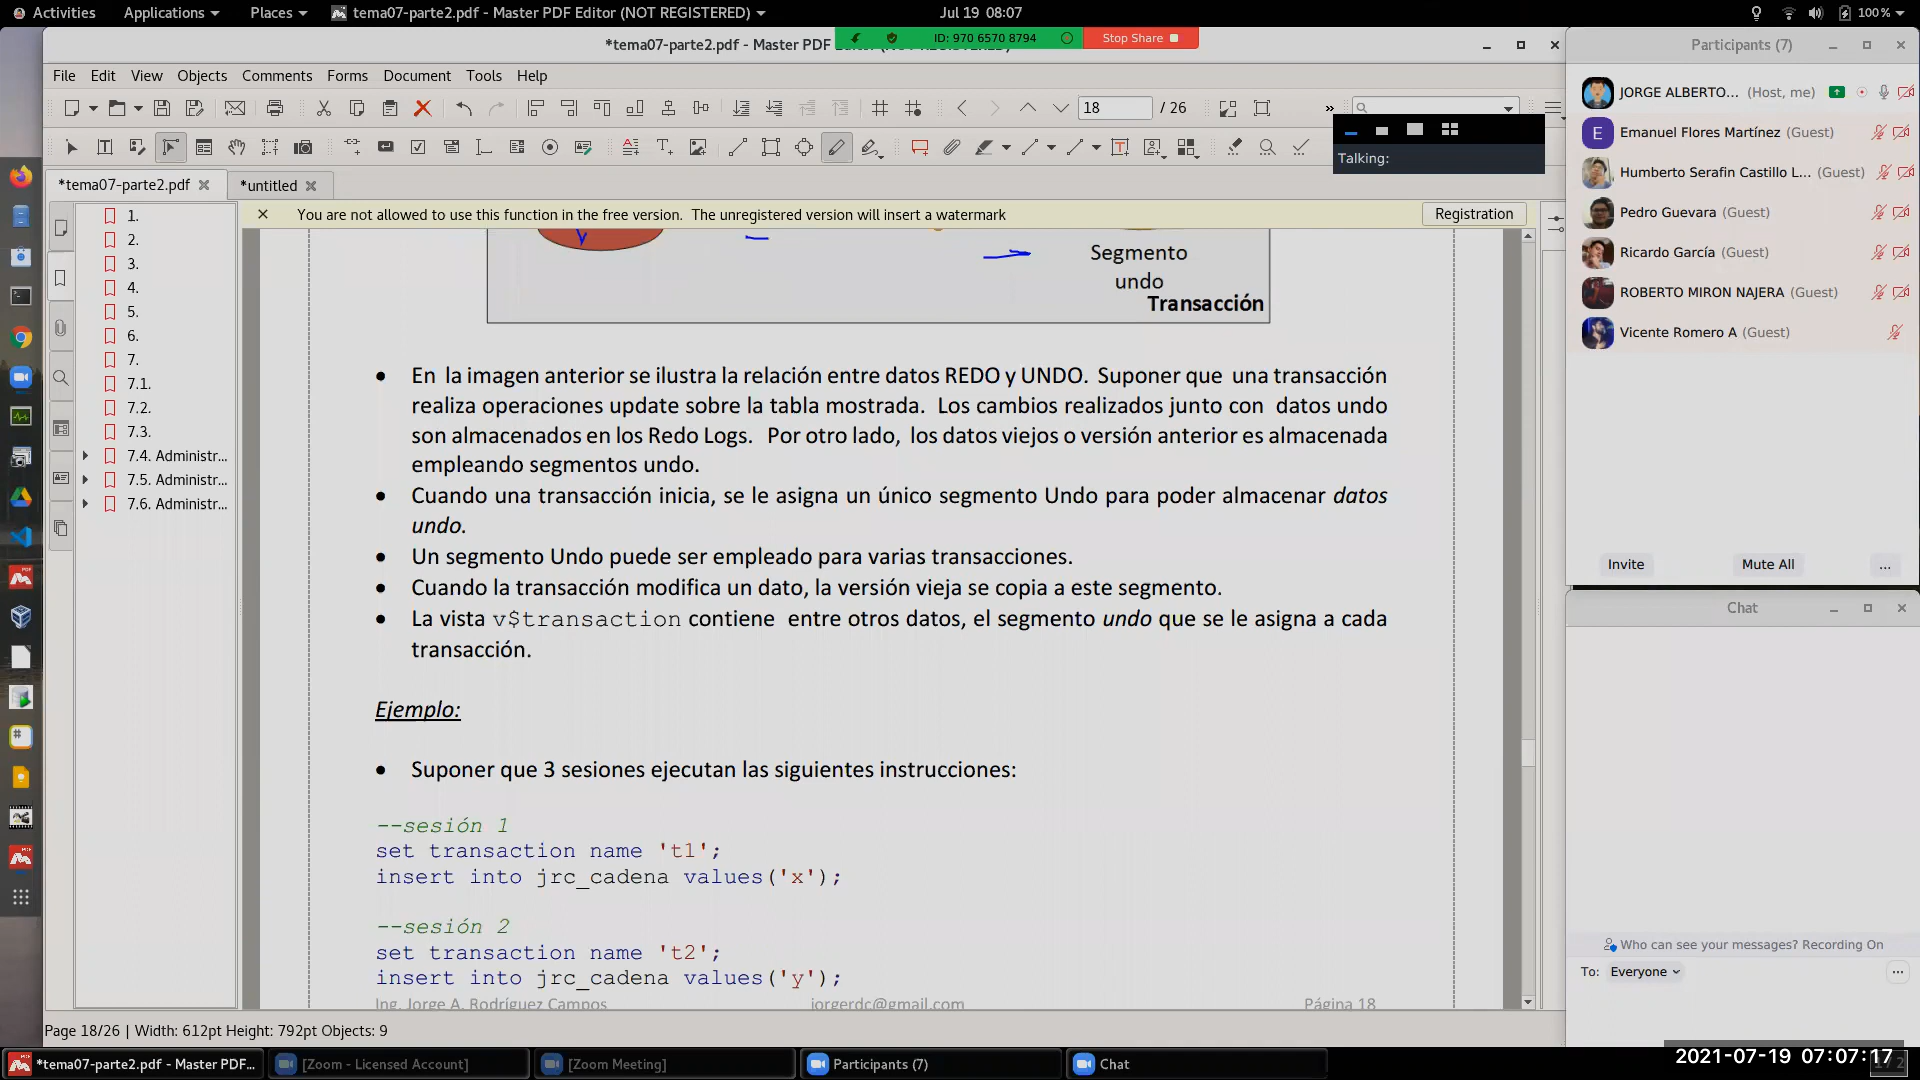 Activities Applications Places tema07-parte2.pdf - Master PDF Editor (NOT REGISTERED) Jul 19 08:07 100%
*tema07-parte2.pdf - Master PDF
ID: 970 6570 8794 Stop Share
File Edit View Objects Comments Forms Document Tools Help
18 / 26
Talking:
*tema07-parte2.pdf *untitled
You are not allowed to use this function in the free version. The unregistered version will insert a watermark Registration
1.
2.
3.
4.
5.
6.
7.
7.1.
7.2.
7.3.
7.4. Administr...
7.5. Administr...
7.6. Administr...
Segmento
undo
Transacción
• En la imagen anterior se ilustra la relación entre datos REDO y UNDO. Suponer que una transacción
realiza operaciones update sobre la tabla mostrada. Los cambios realizados junto con datos undo
son almacenados en los Redo Logs. Por otro lado, los datos viejos o versión anterior es almacenada
empleando segmentos undo.
• Cuando una transacción inicia, se le asigna un único segmento Undo para poder almacenar datos
undo.
• Un segmento Undo puede ser empleado para varias transacciones.
• Cuando la transacción modifica un dato, la versión vieja se copia a este segmento.
• La vista v$transaction contiene entre otros datos, el segmento undo que se le asigna a cada
transacción.
Ejemplo:
• Suponer que 3 sesiones ejecutan las siguientes instrucciones:
--sesión 1
set transaction name 't1';
insert into jrc_cadena values('x');
--sesión 2
set transaction name 't2';
insert into jrc_cadena values('y');
Ing. Jorge A. Rodríguez Campos jorgerdc@gmail.com Página 18
Page 18/26 | Width: 612pt Height: 792pt Objects: 9
Participants (7)
JORGE ALBERTO... (Host, me)
E Emanuel Flores Martínez (Guest)
Humberto Serafin Castillo L... (Guest)
Pedro Guevara (Guest)
Ricardo García (Guest)
ROBERTO MIRON NAJERA (Guest)
Vicente Romero A (Guest)
Invite Mute All ...
Chat
Who can see your messages? Recording On
To: Everyone
*tema07-parte2.pdf - Master PDF... [Zoom - Licensed Account] [Zoom Meeting] Participants (7) Chat
2021-07-19 07:07:17